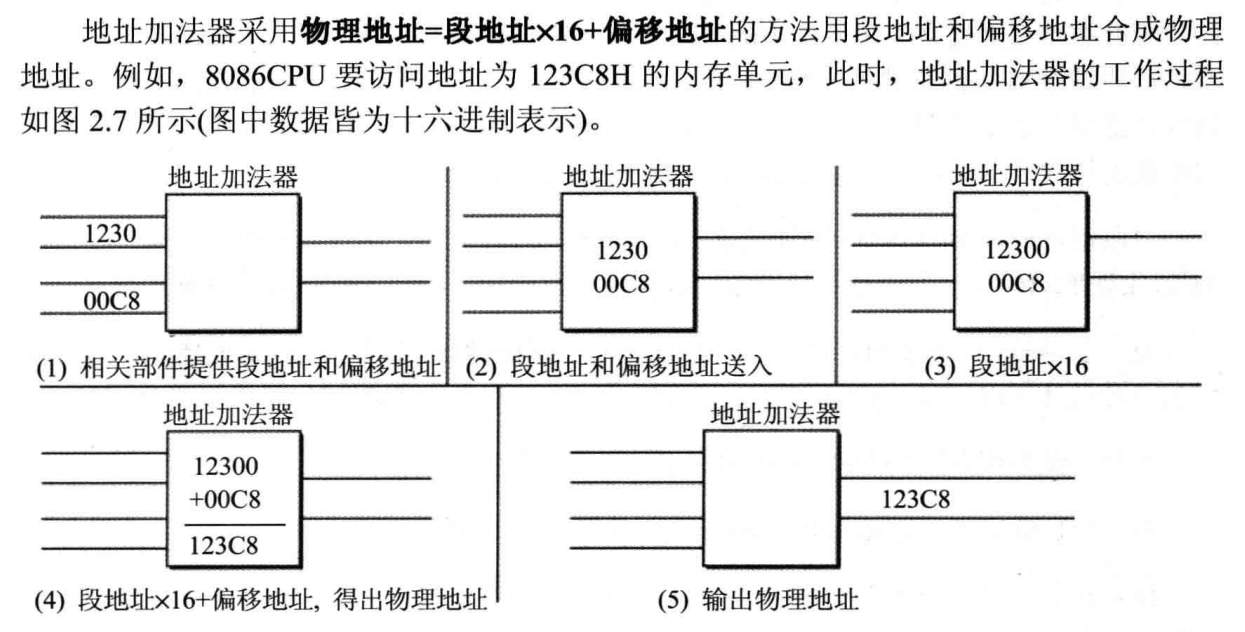 地址加法器采用物理地址=段地址×16+偏移地址的方法用段地址和偏移地址合成物理
地址。例如，8086CPU 要访问地址为 123C8H 的内存单元，此时，地址加法器的工作过程
如图 2.7 所示(图中数据皆为十六进制表示)。
地址加法器
1230
00C8
(1) 相关部件提供段地址和偏移地址
地址加法器
1230
00C8
(2) 段地址和偏移地址送入
地址加法器
12300
00C8
(3) 段地址×16
地址加法器
12300
+00C8
123C8
(4) 段地址×16+偏移地址, 得出物理地址
地址加法器
123C8
(5) 输出物理地址